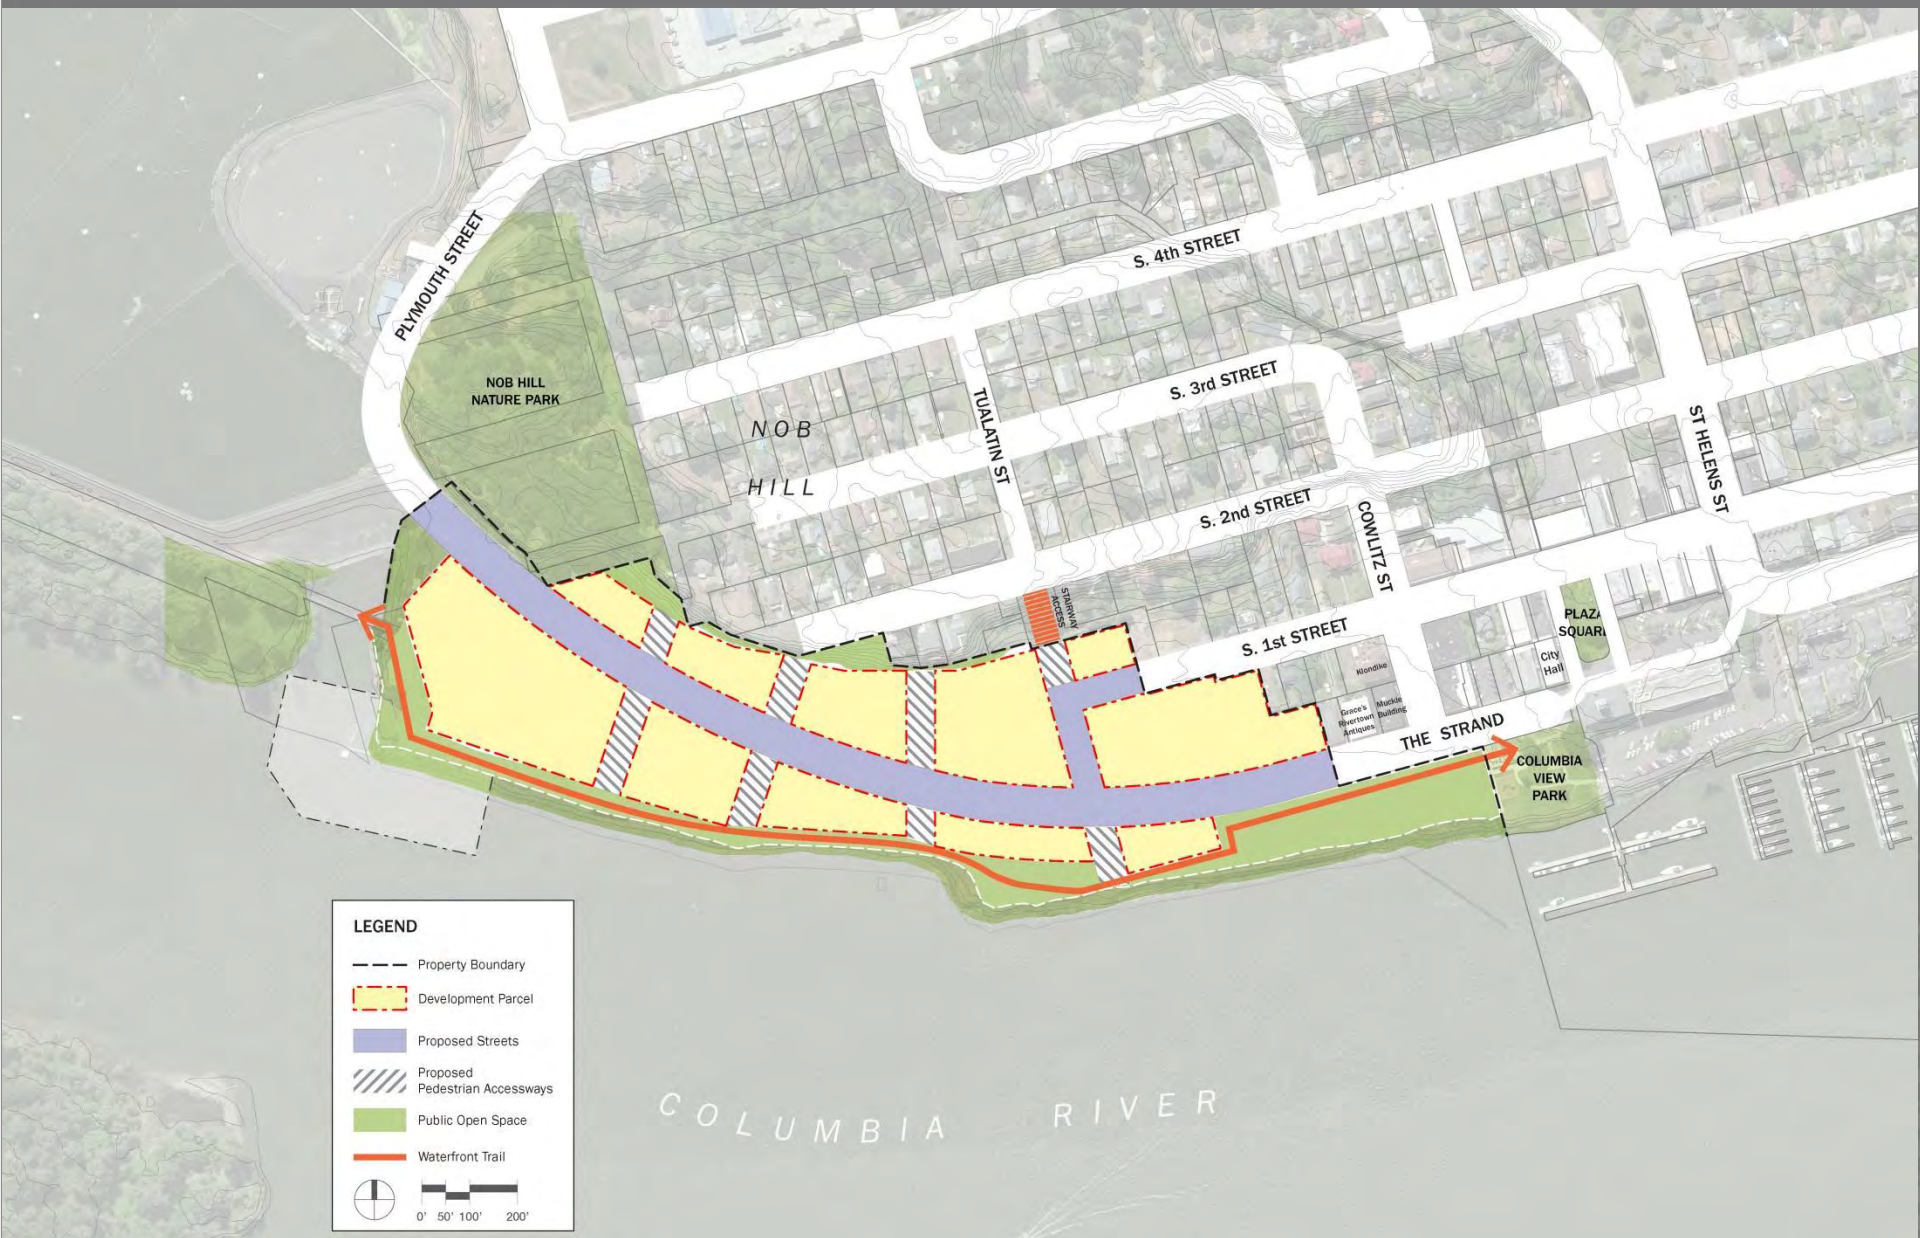 PLYMOUTH STREET
S. 4th STREET
NOB HILL
NATURE PARK
S. 3rd STREET
TUALATIN ST
NOB
HILL
ST HELENS ST
S. 2nd STREET
COWLITZ ST
STAIRWAY
ACCESS
PLAZA
SQUAR
S. 1st STREET
City
Hall
Klondike
Grace's
Rivertown
Antiques
Muckle
Building
THE STRAND
COLUMBIA
VIEW
PARK
LEGEND
Property Boundary
Development Parcel
Proposed Streets
Proposed
Pedestrian Accessways
Public Open Space
Waterfront Trail
0' 50' 100' 200'
COLUMBIA RIVER